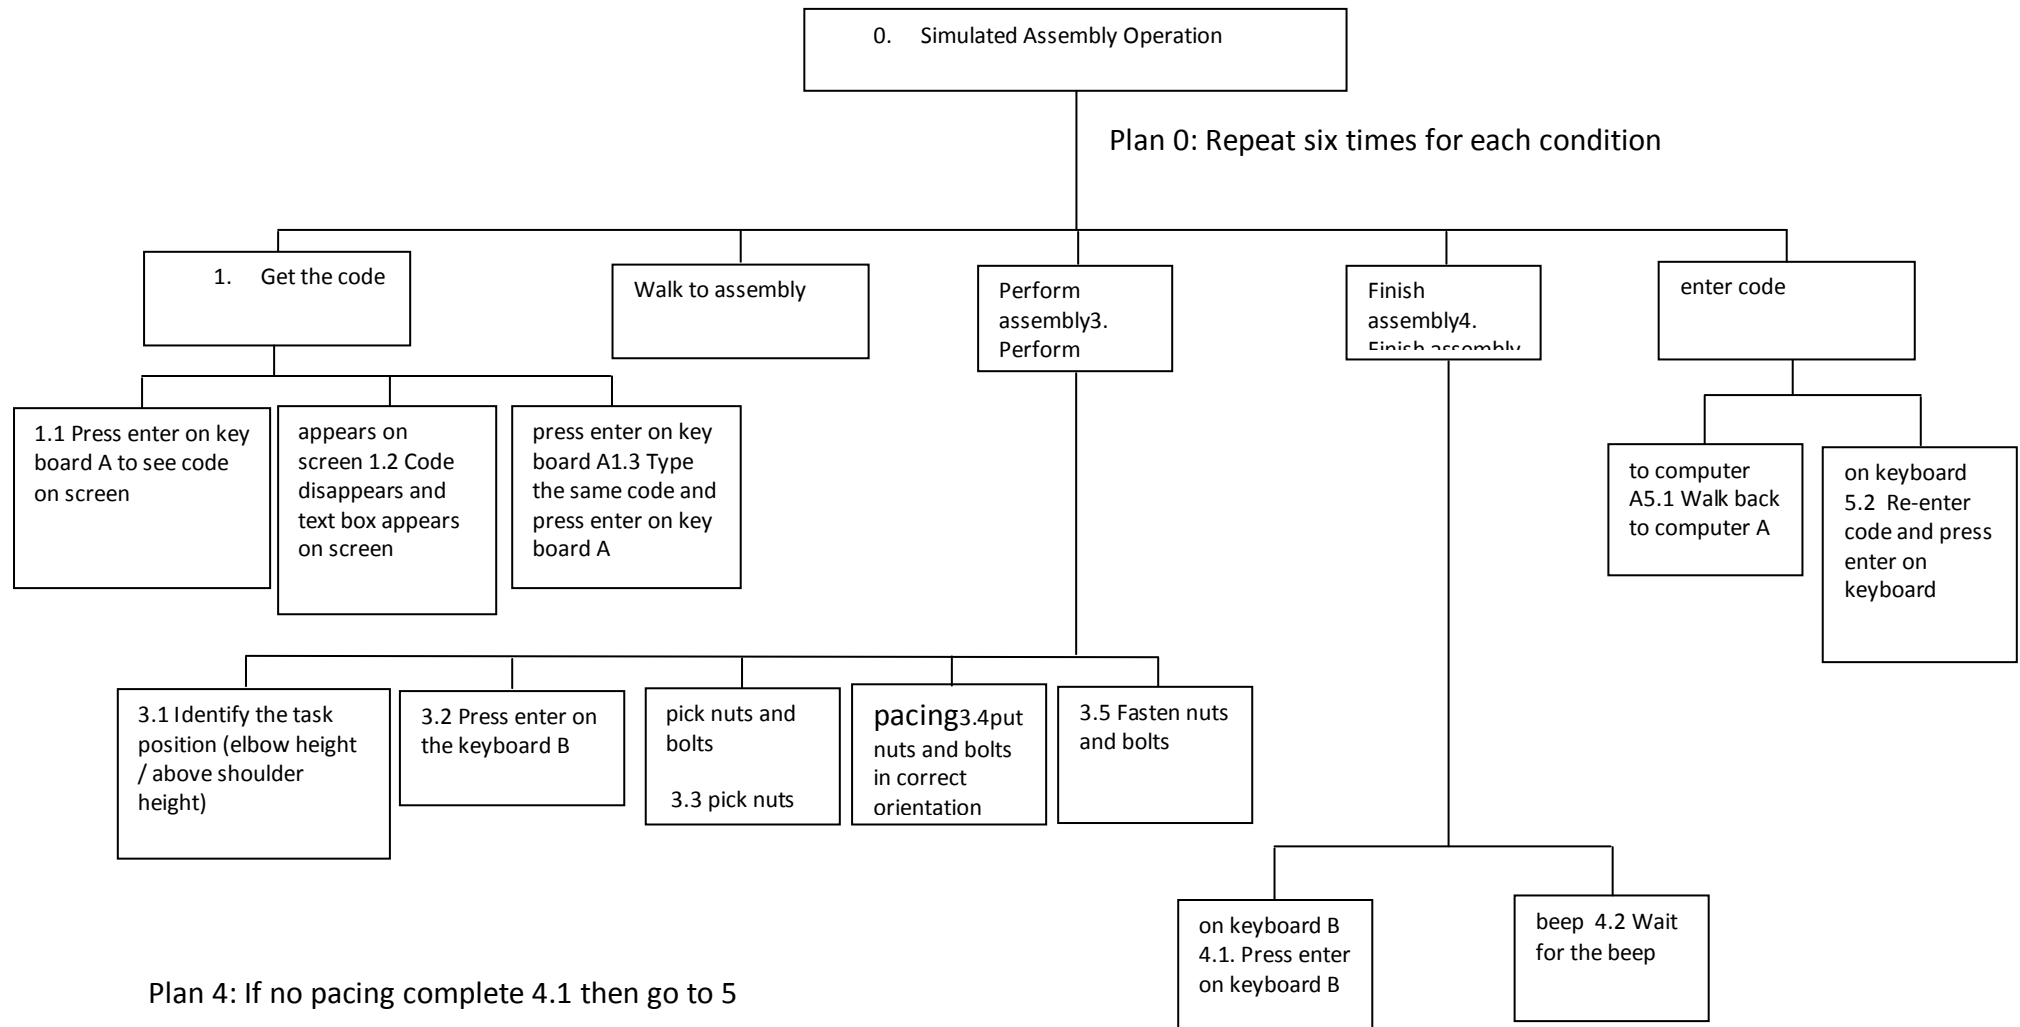 0. Simulated Assembly Operation
Plan 0: Repeat six times for each condition
1. Get the code
Walk to assembly
Perform
assembly3.
Perform
Finish
assembly4.
Finish assembly
enter code
1.1 Press enter on key
board A to see code
on screen
appears on
screen 1.2 Code
disappears and
text box appears
on screen
press enter on key
board A1.3 Type
the same code and
press enter on key
board A
to computer
A5.1 Walk back
to computer A
on keyboard
5.2 Re-enter
code and press
enter on
keyboard
3.1 Identify the task
position (elbow height
/ above shoulder
height)
3.2 Press enter on
the keyboard B
pick nuts and
bolts
3.3 pick nuts
pacing3.4put
nuts and bolts
in correct
orientation
3.5 Fasten nuts
and bolts
on keyboard B
4.1. Press enter
on keyboard B
beep 4.2 Wait
for the beep
Plan 4: If no pacing complete 4.1 then go to 5